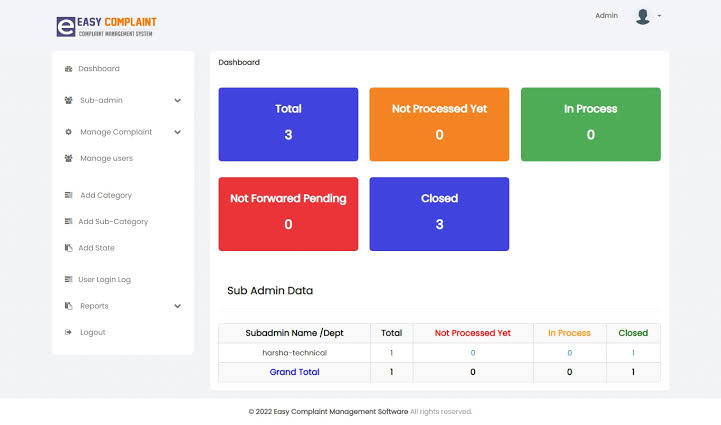 EASY COMPLAINT
COMPLAINT MANAGEMENT SYSTEM
Admin
Dashboard
Sub-admin
Manage Complaint
Manage users
Add Category
Add Sub-Category
Add State
User Login Log
Reports
Logout
Dashboard
Total
3
Not Processed Yet
0
In Process
0
Not Forwared Pending
0
Closed
3
Sub Admin Data
Subadmin Name /Dept Total Not Processed Yet In Process Closed
harsha-technical 1 0 0 1
Grand Total 1 0 0 1
© 2022 Easy Complaint Management Software All rights reserved.